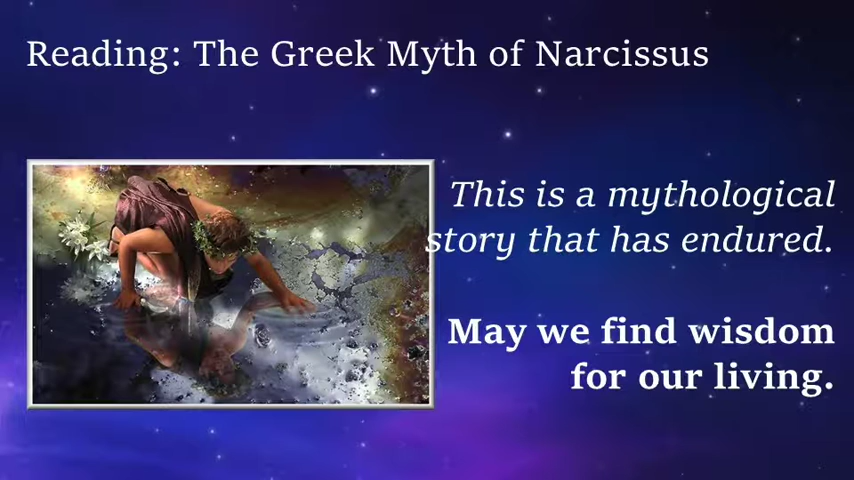 Reading: The Greek Myth of Narcissus
This is a mythological
story that has endured.
May we find wisdom
for our living.